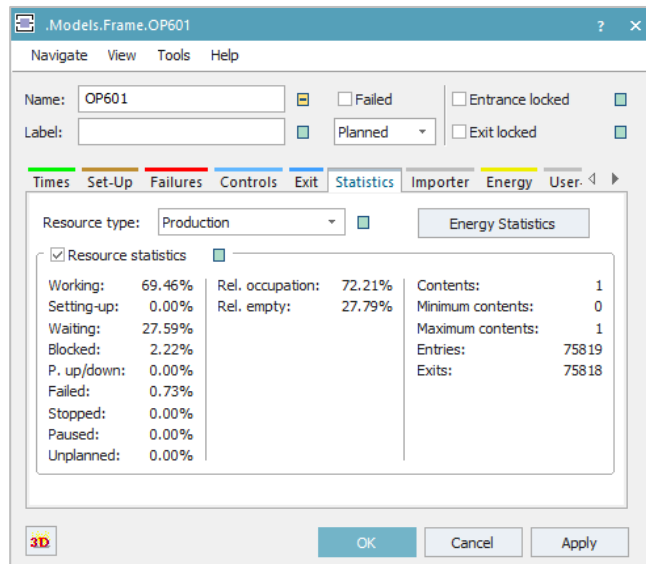 .Models.Frame.OP601 ?
Navigate View Tools Help
Name: OP601 Failed Entrance locked
Label: Planned Exit locked
Times Set-Up Failures Controls Exit Statistics Importer Energy User-
Resource type: Production Energy Statistics
Resource statistics
Working: 69.46% Rel. occupation: 72.21% Contents: 1
Setting-up: 0.00% Rel. empty: 27.79% Minimum contents: 0
Waiting: 27.59% Maximum contents: 1
Blocked: 2.22% Entries: 75819
P. up/down: 0.00% Exits: 75818
Failed: 0.73%
Stopped: 0.00%
Paused: 0.00%
Unplanned: 0.00%
3D OK Cancel Apply